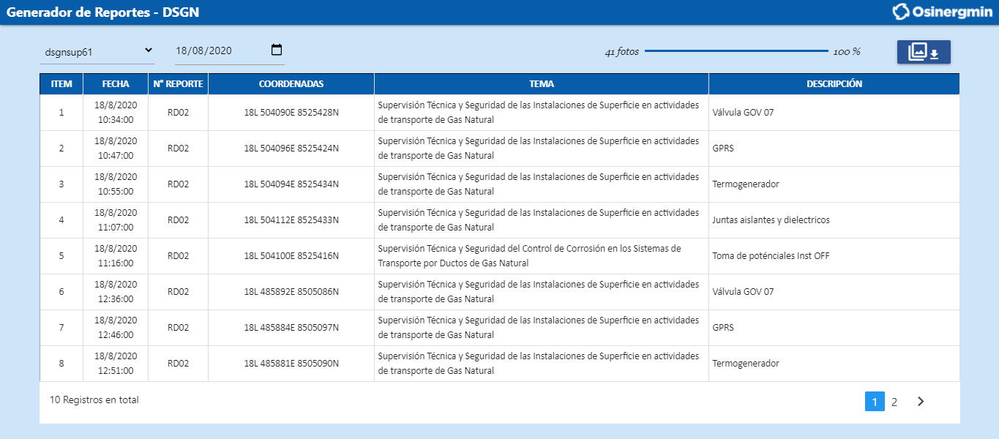 Generador de Reportes - DSGN
Osinergmin
dsgnsup61
18/08/2020
41 fotos
100 %
ITEM FECHA N° REPORTE COORDENADAS TEMA DESCRIPCIÓN
1 18/8/2020 10:34:00 RD02 18L 504090E 8525428N Supervisión Técnica y Seguridad de las Instalaciones de Superficie en actividades
de transporte de Gas Natural Válvula GOV 07
2 18/8/2020 10:47:00 RD02 18L 504096E 8525424N Supervisión Técnica y Seguridad de las Instalaciones de Superficie en actividades
de transporte de Gas Natural GPRS
3 18/8/2020 10:55:00 RD02 18L 504094E 8525434N Supervisión Técnica y Seguridad de las Instalaciones de Superficie en actividades
de transporte de Gas Natural Termogenerador
4 18/8/2020 11:07:00 RD02 18L 504112E 8525433N Supervisión Técnica y Seguridad de las Instalaciones de Superficie en actividades
de transporte de Gas Natural Juntas aislantes y dielectricos
5 18/8/2020 11:16:00 RD02 18L 504100E 8525416N Supervisión Técnica y Seguridad del Control de Corrosión en los Sistemas de
Transporte por Ductos de Gas Natural Toma de poténciales Inst OFF
6 18/8/2020 12:36:00 RD02 18L 485892E 8505086N Supervisión Técnica y Seguridad de las Instalaciones de Superficie en actividades
de transporte de Gas Natural Válvula GOV 07
7 18/8/2020 12:46:00 RD02 18L 485884E 8505097N Supervisión Técnica y Seguridad de las Instalaciones de Superficie en actividades
de transporte de Gas Natural GPRS
8 18/8/2020 12:51:00 RD02 18L 485881E 8505090N Supervisión Técnica y Seguridad de las Instalaciones de Superficie en actividades
de transporte de Gas Natural Termogenerador
10 Registros en total
1 2